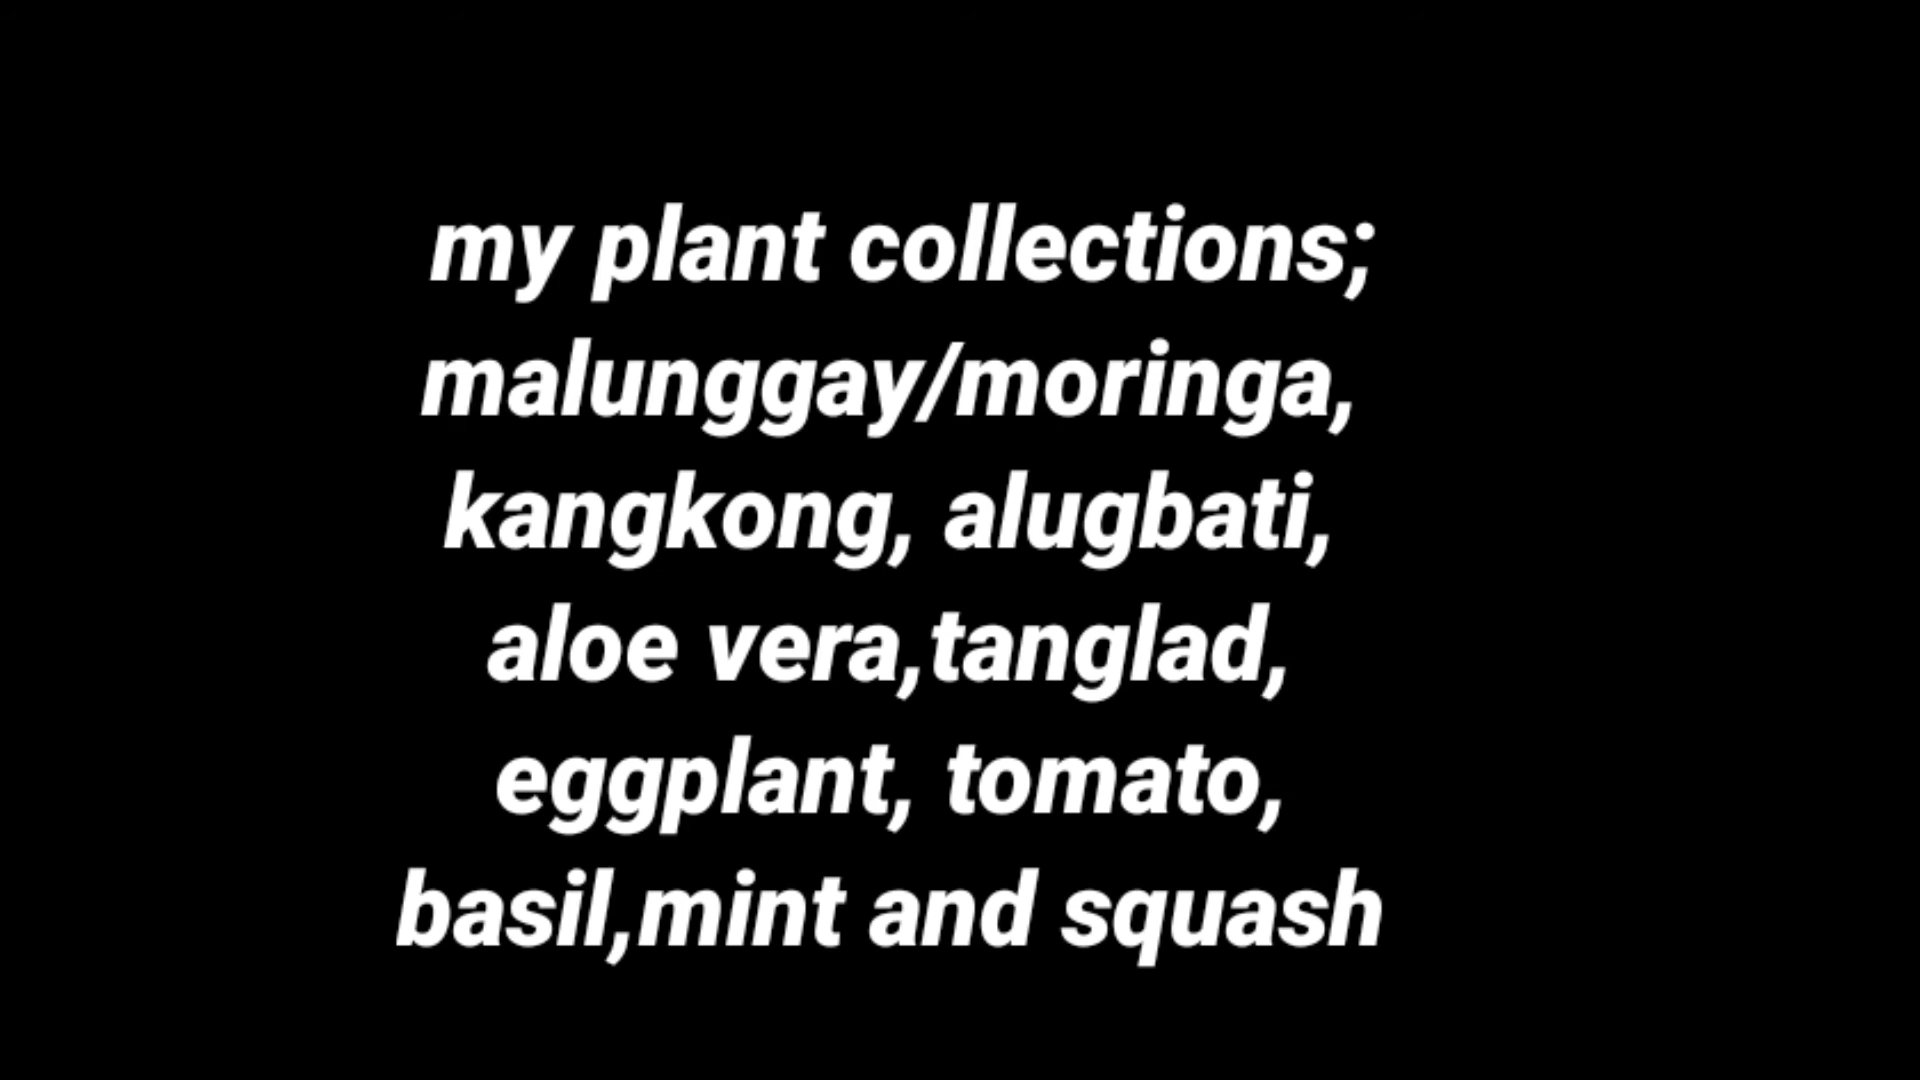 my plant collections;
malunggay/moringa,
kangkong, alugbati,
aloe vera,tanglad,
eggplant, tomato,
basil,mint and squash